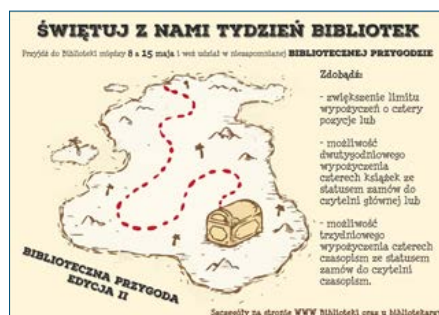 ŚWIĘTUJ Z NAMI TYDZIEŃ BIBLIOTEK
Przyjdź do Biblioteki między 8 a 15 maja i weź udział w niezapomnianej BIBLIOTECZNEJ PRZYGODZIE
Zdobądź:
- zwiększenie limitu
wypożyczeń o cztery
pozycje lub
- możliwość
dwutygodniowego
wypożyczenia
czterech książek ze
statusem zamów do
czytelni głównej lub
- możliwość
trzydniowego
wypożyczenia czterech
czasopism ze statusem
zamów do czytelni
czasopism.
BIBLIOTECZNA PRZYGODA
EDYCJA II
Szczegóły na stronie WWW Biblioteki oraz u bibliotekarzy